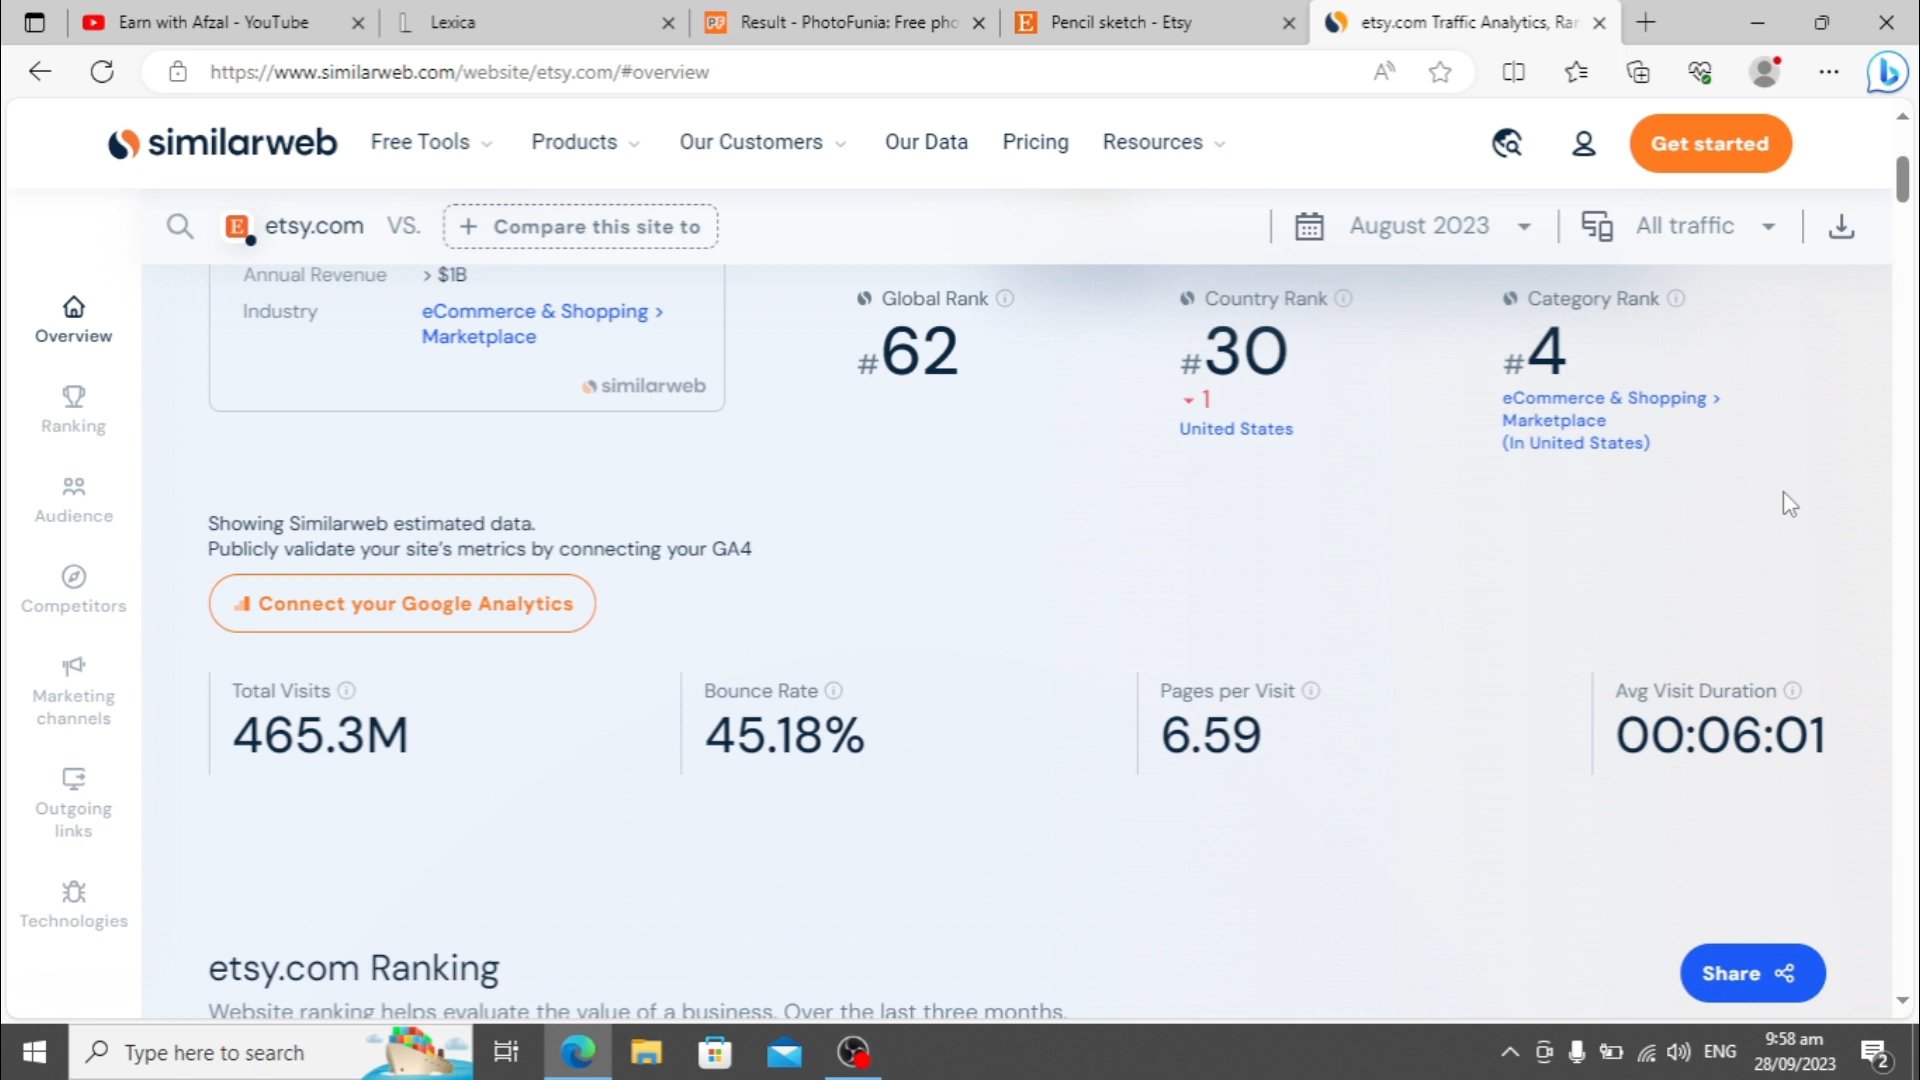 Earn with Afzal - YouTube
Lexica
Result - PhotoFunia: Free pho
Pencil sketch - Etsy
etsy.com Traffic Analytics, Ran
https://www.similarweb.com/website/etsy.com/#overview
similarweb
Free Tools
Products
Our Customers
Our Data
Pricing
Resources
Get started
etsy.com VS. + Compare this site to
August 2023
All traffic
Annual Revenue > $1B
Industry eCommerce & Shopping >
Marketplace
similarweb
Global Rank
#62
Country Rank
#30
1
United States
Category Rank
#4
eCommerce & Shopping >
Marketplace
(In United States)
Overview
Ranking
Audience
Competitors
Marketing
channels
Outgoing
links
Technologies
Showing Similarweb estimated data.
Publicly validate your site's metrics by connecting your GA4
Connect your Google Analytics
Total Visits
465.3M
Bounce Rate
45.18%
Pages per Visit
6.59
Avg Visit Duration
00:06:01
etsy.com Ranking
Website ranking helps evaluate the value of a business. Over the last three months,
Share
Type here to search
ENG
9:58 am
28/09/2023
2